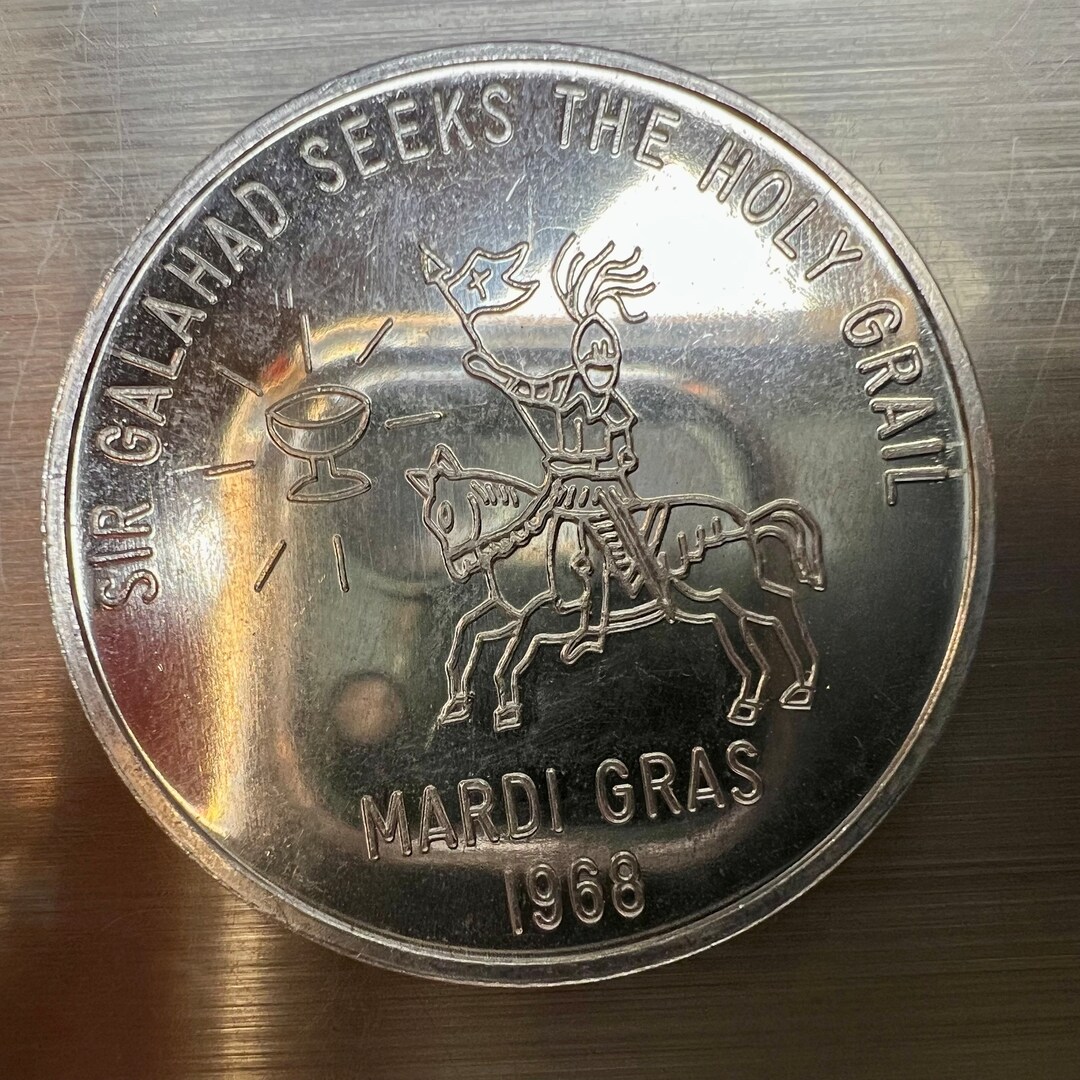 SIR GALAHAD SEEKS THE HOLY GRAIL
MARDI GRAS
1968